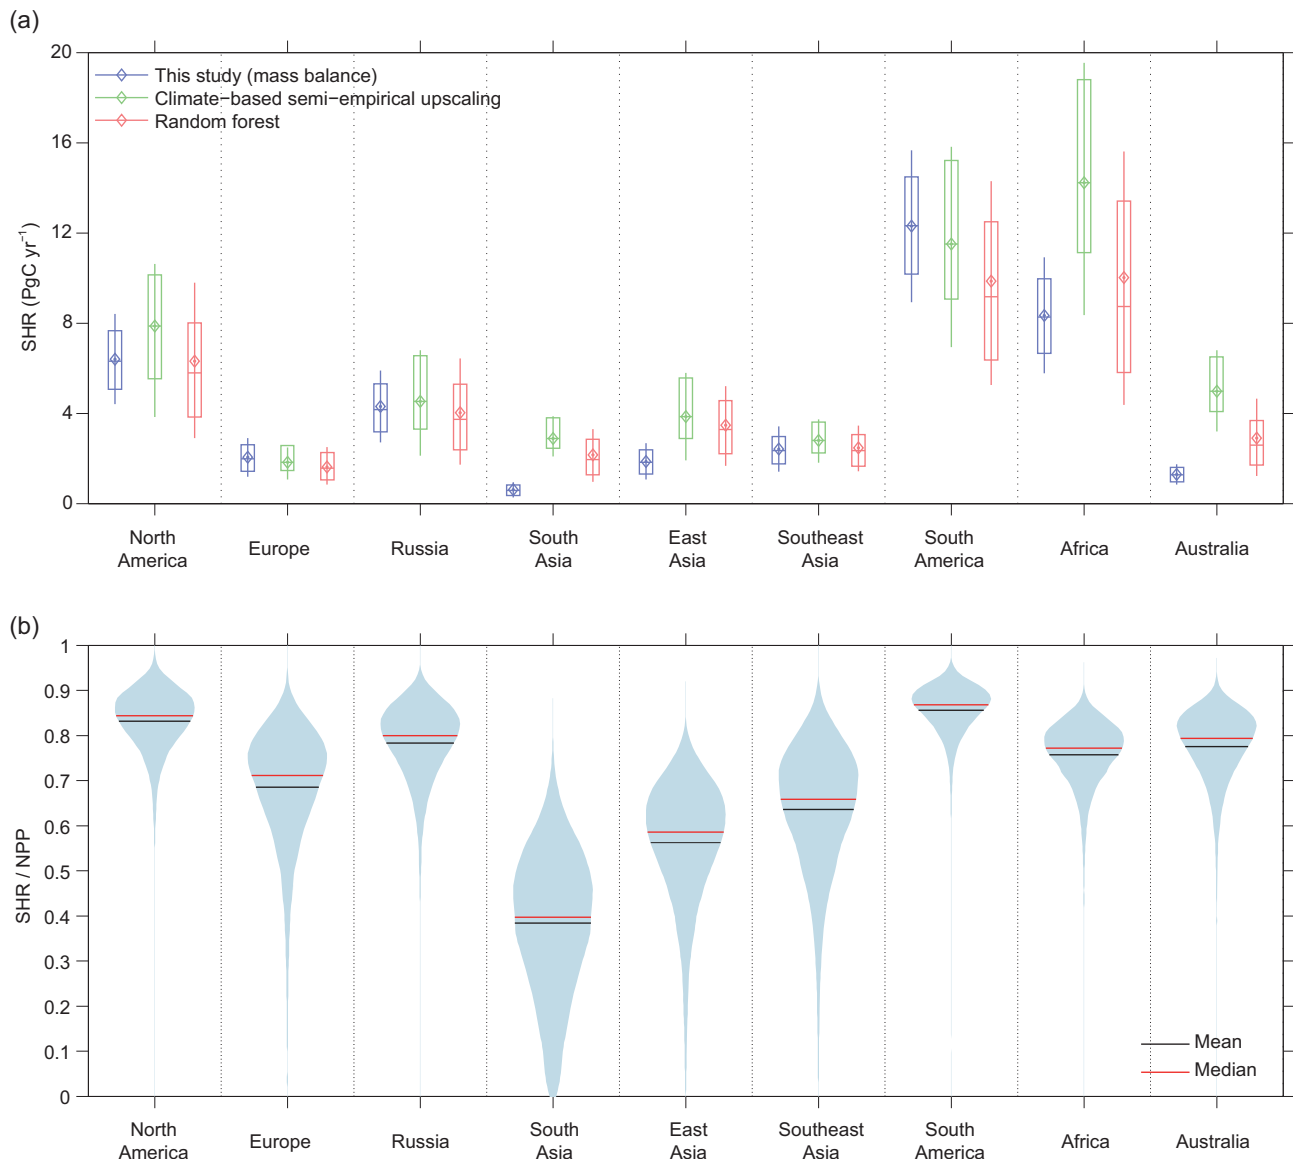 (a)
20
16
12
8
4
0
SHR (PgC yr⁻¹)
This study (mass balance)
Climate−based semi−empirical upscaling
Random forest
North
America
Europe
Russia
South
Asia
East
Asia
Southeast
Asia
South
America
Africa
Australia
(b)
1
0.9
0.8
0.7
0.6
0.5
0.4
0.3
0.2
0.1
0
SHR / NPP
Mean
Median
North
America
Europe
Russia
South
Asia
East
Asia
Southeast
Asia
South
America
Africa
Australia